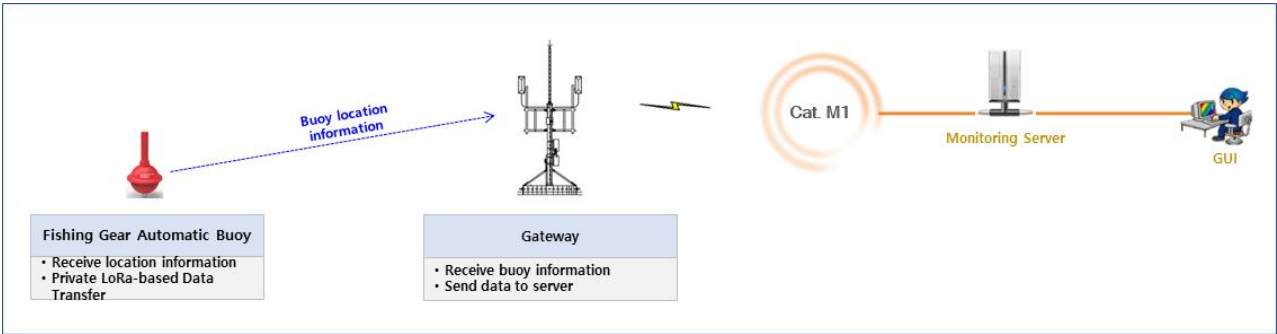 Buoy location
information
Cat. M1
Monitoring Server
GUI
Fishing Gear Automatic Buoy
• Receive location information
• Private LoRa-based Data
Transfer
Gateway
• Receive buoy information
• Send data to server